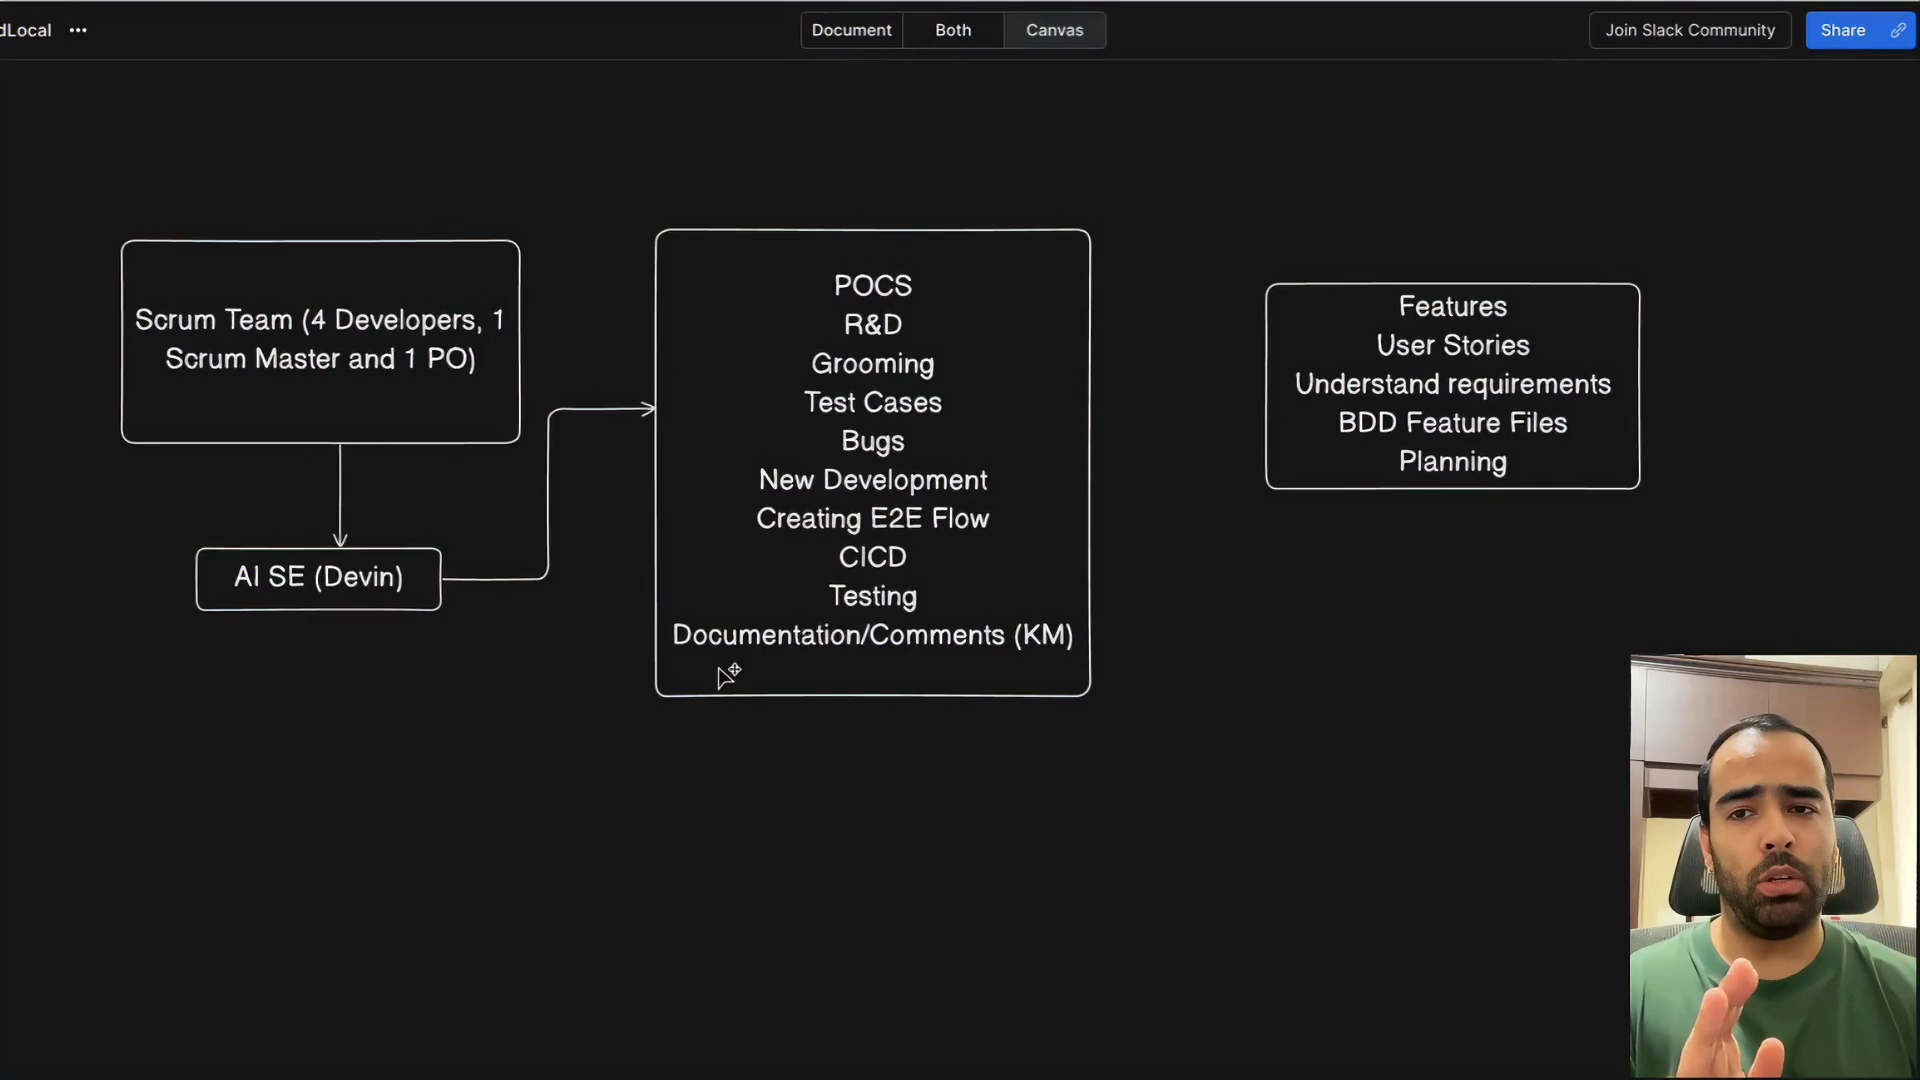 dLocal ···
Document
Both
Canvas
Join Slack Community
Share
Scrum Team (4 Developers, 1
Scrum Master and 1 PO)
AI SE (Devin)
POCS
R&D
Grooming
Test Cases
Bugs
New Development
Creating E2E Flow
CICD
Testing
Documentation/Comments (KM)
Features
User Stories
Understand requirements
BDD Feature Files
Planning